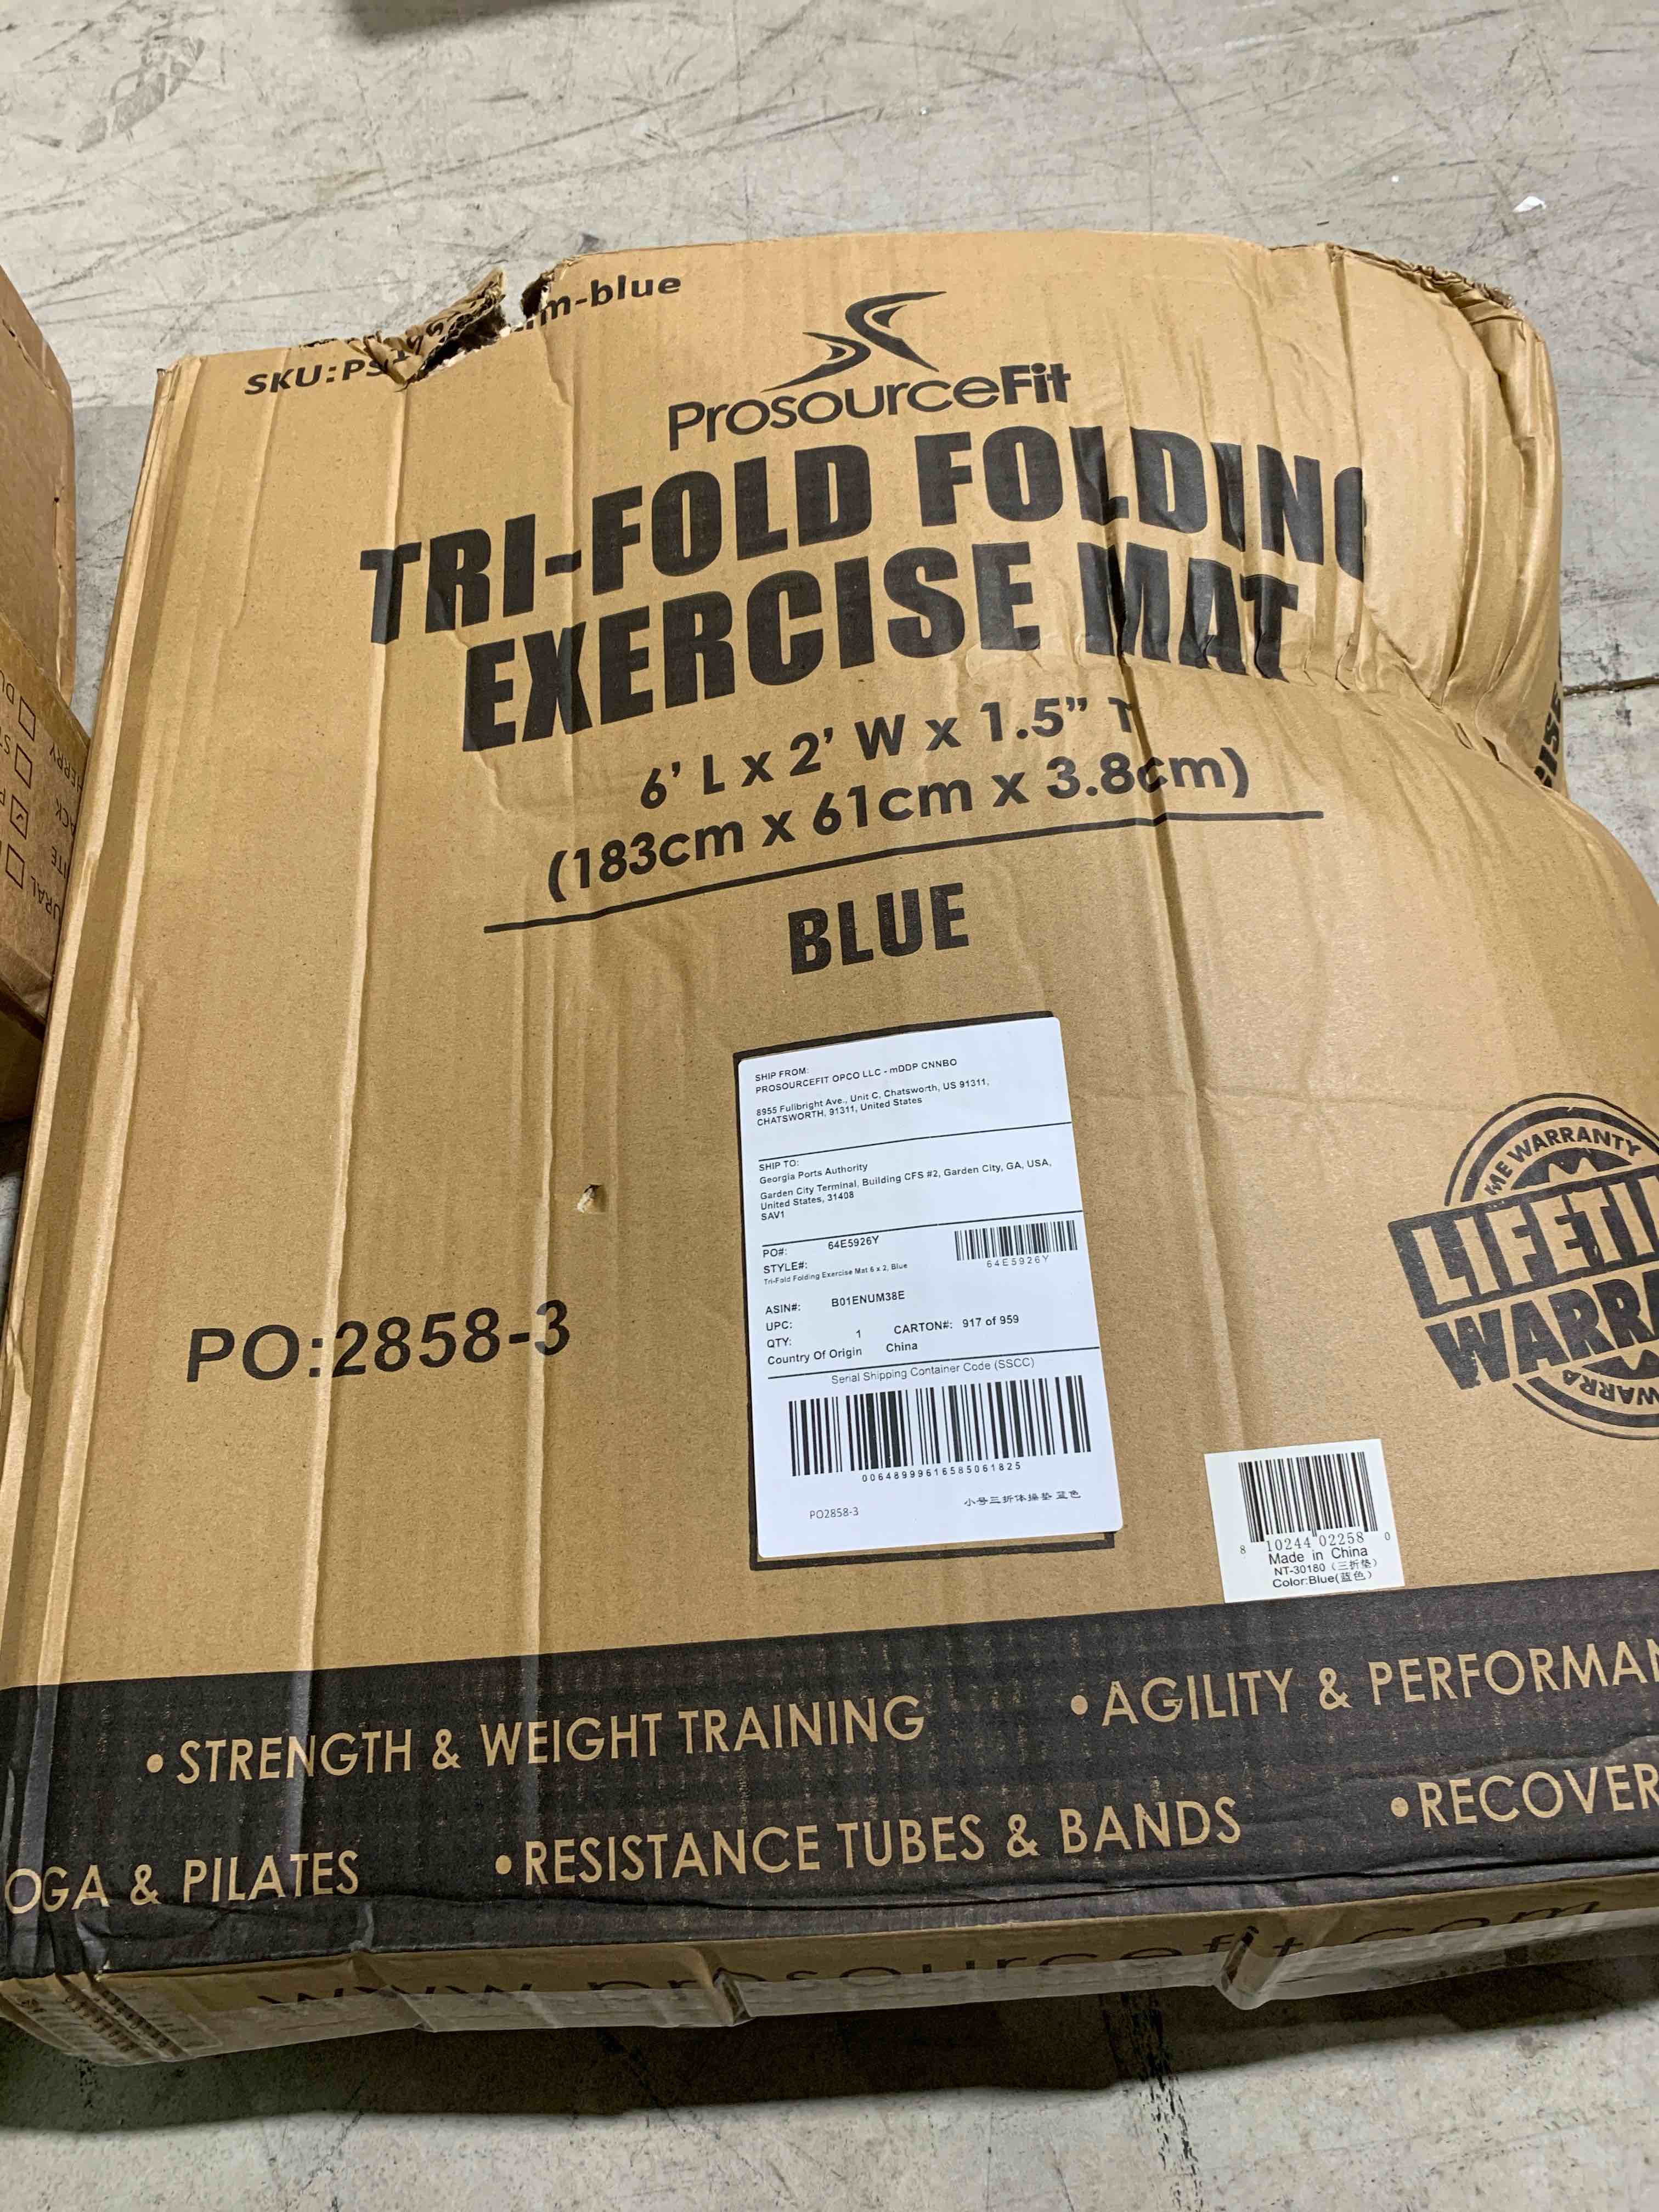 SKU:PS
m-blue
ProsourceFit
TRI-FOLD FOLDING
EXERCISE MAT
6' L x 2' W x 1.5" T
(183cm x 61cm x 3.8cm)
BLUE
SHIP FROM:
PROSOURCEFIT OPCO LLC - mDDP CNNBO
8955 Fullbright Ave., Unit C, Chatsworth, US 91311,
CHATSWORTH, 91311, United States
SHIP TO:
Georgia Ports Authority
Garden City Terminal, Building CFS #2, Garden City, GA, USA,
United States, 31408
SAV1
PO#: 64E5926Y
64E5926Y
STYLE#:
Tri-Fold Folding Exercise Mat 6 x 2, Blue
ASIN#: B01ENUM38E
UPC:
QTY: 1 CARTON#: 917 of 959
Country Of Origin China
Serial Shipping Container Code (SSCC)
00648999616585061825
PO2858-3 小号三折体操垫 蓝色
PO:2858-3
ME WARRANTY
LIFETI
WARRA
WARRA
8 10244 02258 0
Made in China
NT-30180 (三折垫)
Color:Blue(蓝色)
•STRENGTH & WEIGHT TRAINING •AGILITY & PERFORMAN
OGA & PILATES •RESISTANCE TUBES & BANDS •RECOVER
www.prosourcefit.com